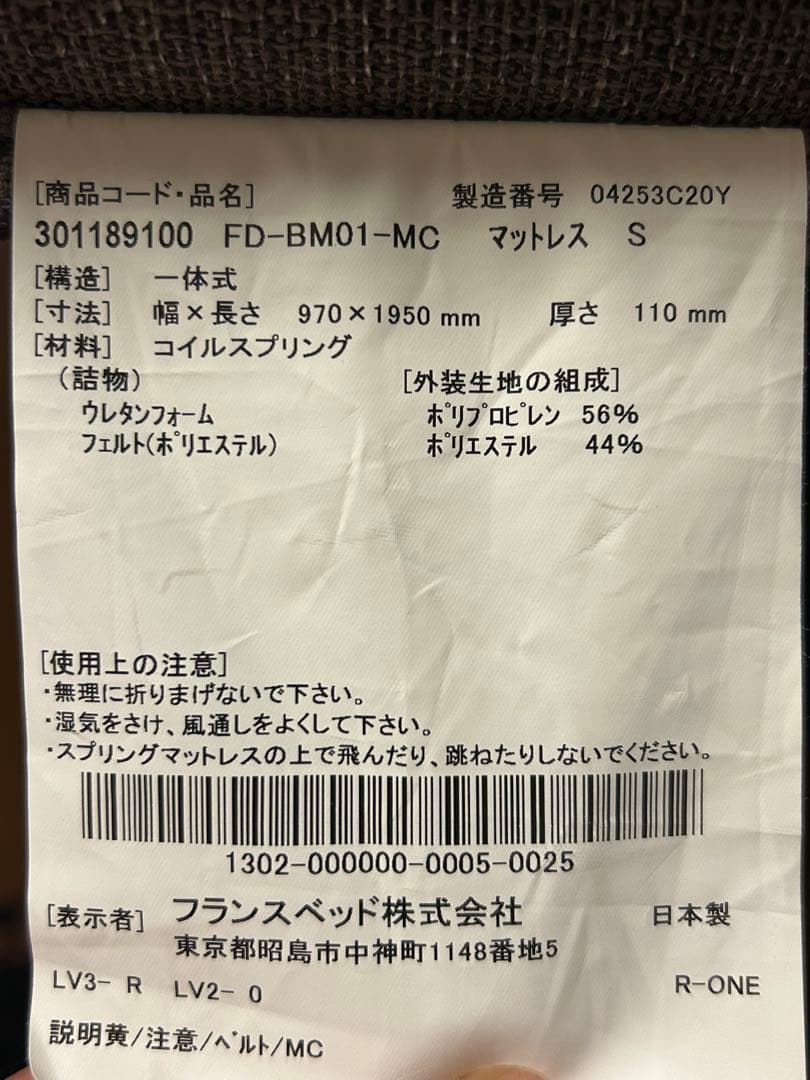 [商品コード・品名] 製造番号 04253C20Y
301189100 FD-BM01-MC マットレス S
[構造] 一体式
[寸法] 幅×長さ 970×1950 mm 厚さ 110 mm
[材料] コイルスプリング
(詰物) [外装生地の組成]
ウレタンフォーム ポリプロピレン 56%
フェルト(ポリエステル) ポリエステル 44%
[使用上の注意]
・無理に折りまげないで下さい。
・湿気をさけ、風通しをよくして下さい。
・スプリングマットレスの上で飛んだり、跳ねたりしないでください。
1302-000000-0005-0025
[表示者] フランスベッド株式会社 日本製
東京都昭島市中神町1148番地5
LV3- R LV2- 0 R-ONE
説明黄/注意/ベルト/MC